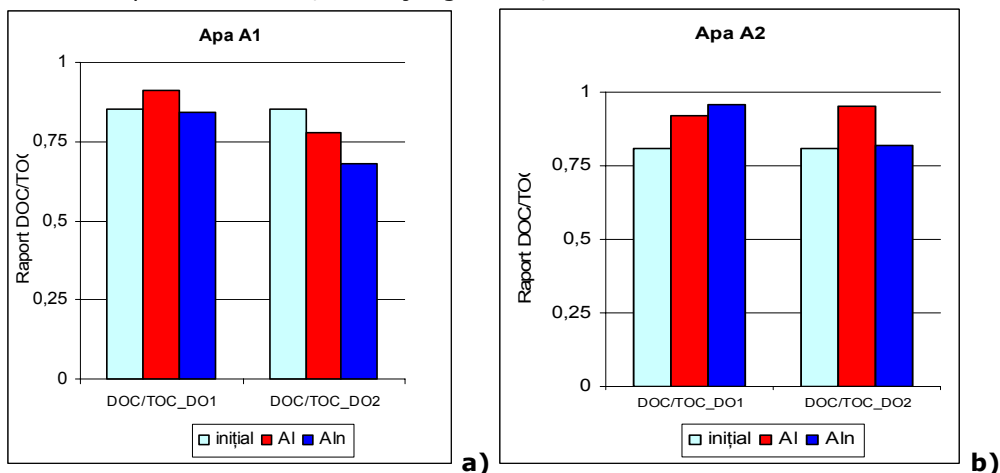 Apa A1
1
0,75
0,5
0,25
0
Raport DOC/TOC
DOC/TOC_DO1 DOC/TOC_DO2
inițial Al Aln
a)
Apa A2
1
0,75
0,5
0,25
0
Raport DOC/TOC
DOC/TOC_DO1 DOC/TOC_DO2
inițial Al Aln
b)